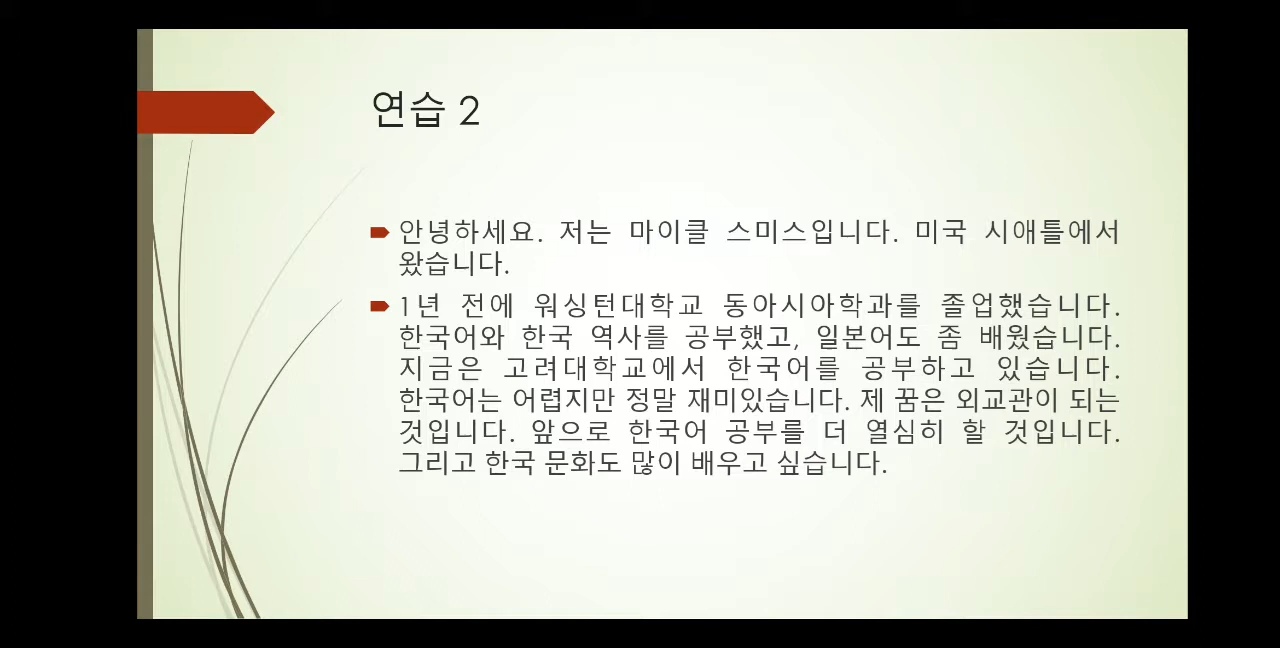 연습 2
안녕하세요. 저는 마이클 스미스입니다. 미국 시애틀에서
왔습니다.
1년 전에 워싱턴대학교 동아시아학과를 졸업했습니다.
한국어와 한국 역사를 공부했고, 일본어도 좀 배웠습니다.
지금은 고려대학교에서 한국어를 공부하고 있습니다.
한국어는 어렵지만 정말 재미있습니다. 제 꿈은 외교관이 되는
것입니다. 앞으로 한국어 공부를 더 열심히 할 것입니다.
그리고 한국 문화도 많이 배우고 싶습니다.